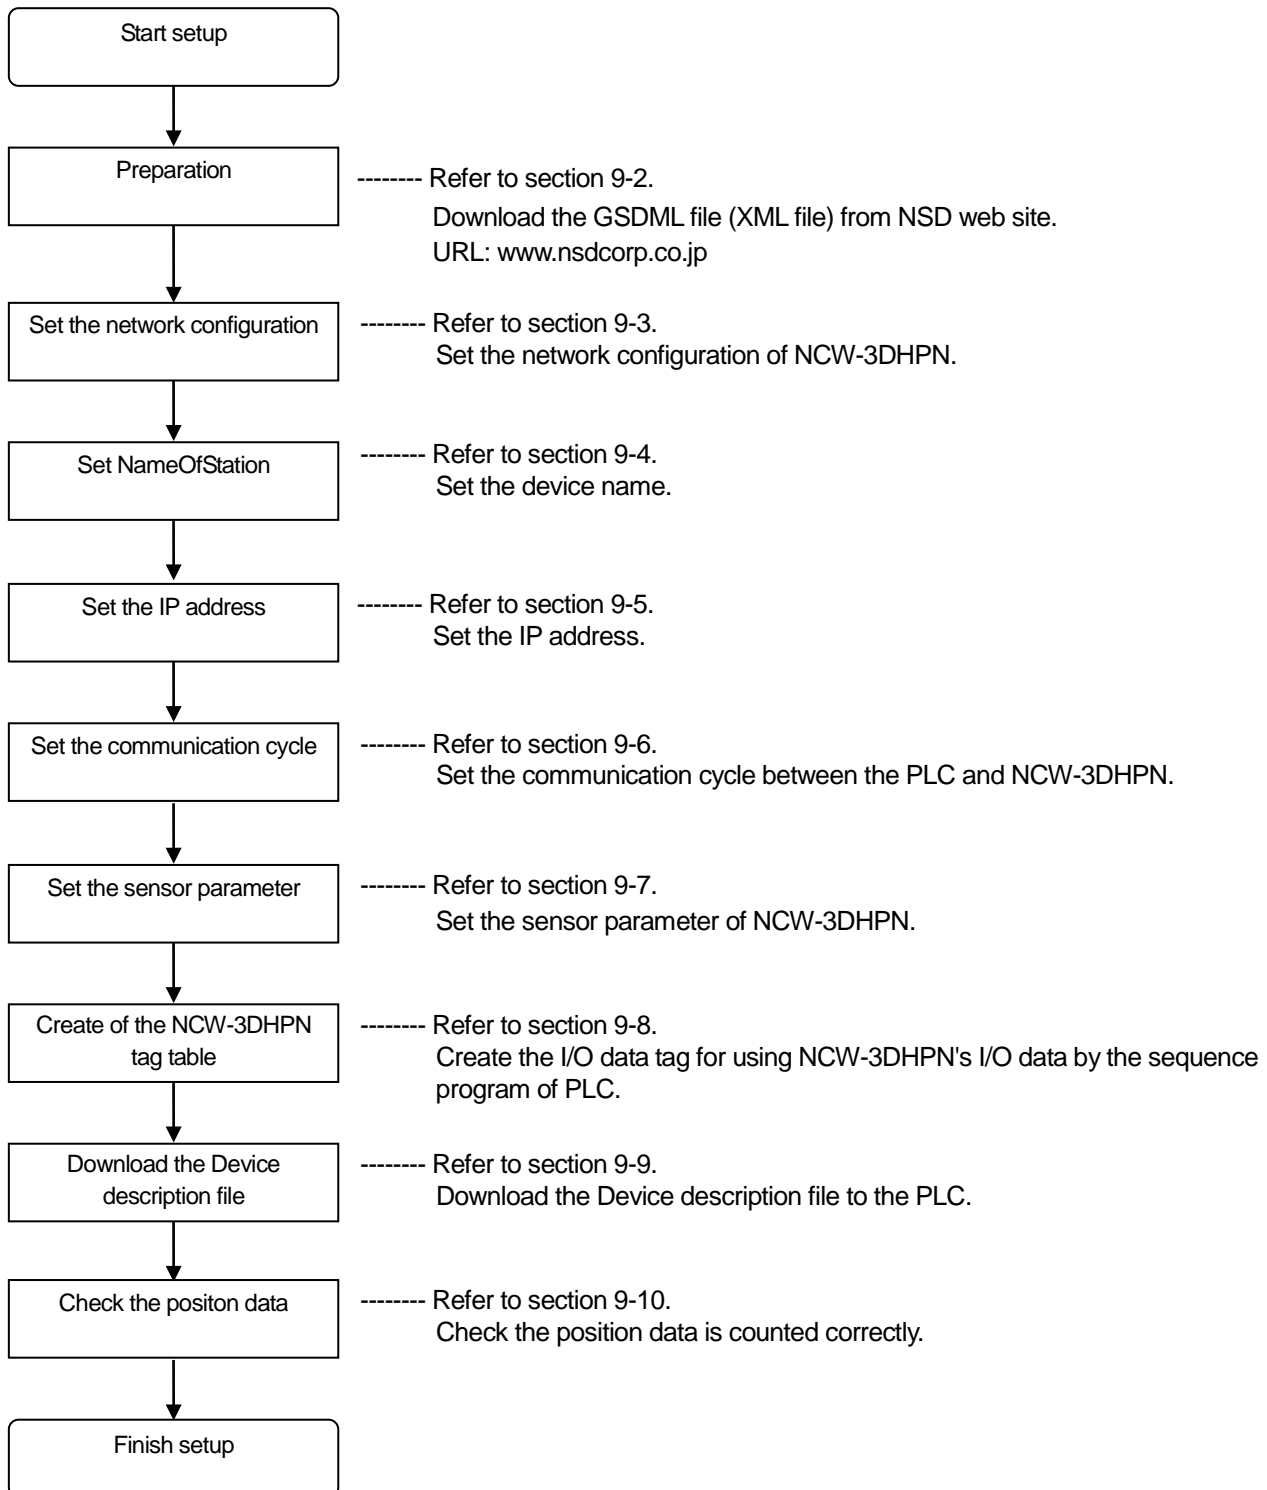 Start setup
Preparation
-------- Refer to section 9-2.
Download the GSDML file (XML file) from NSD web site.
URL: www.nsdcorp.co.jp
Set the network configuration
-------- Refer to section 9-3.
Set the network configuration of NCW-3DHPN.
Set NameOfStation
-------- Refer to section 9-4.
Set the device name.
Set the IP address
-------- Refer to section 9-5.
Set the IP address.
Set the communication cycle
-------- Refer to section 9-6.
Set the communication cycle between the PLC and NCW-3DHPN.
Set the sensor parameter
-------- Refer to section 9-7.
Set the sensor parameter of NCW-3DHPN.
Create of the NCW-3DHPN
tag table
-------- Refer to section 9-8.
Create the I/O data tag for using NCW-3DHPN's I/O data by the sequence
program of PLC.
Download the Device
description file
-------- Refer to section 9-9.
Download the Device description file to the PLC.
Check the positon data
-------- Refer to section 9-10.
Check the position data is counted correctly.
Finish setup